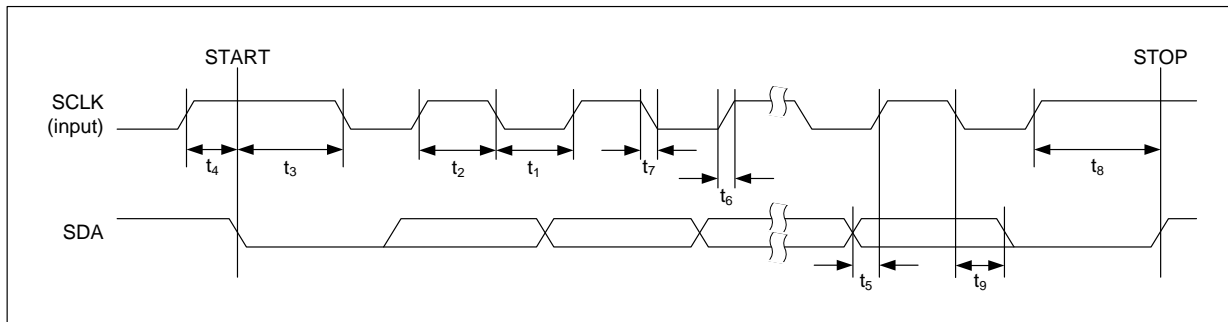 START
STOP
SCLK
(input)
t4
t3
t2
t1
t7
t6
t8
SDA
t5
t9